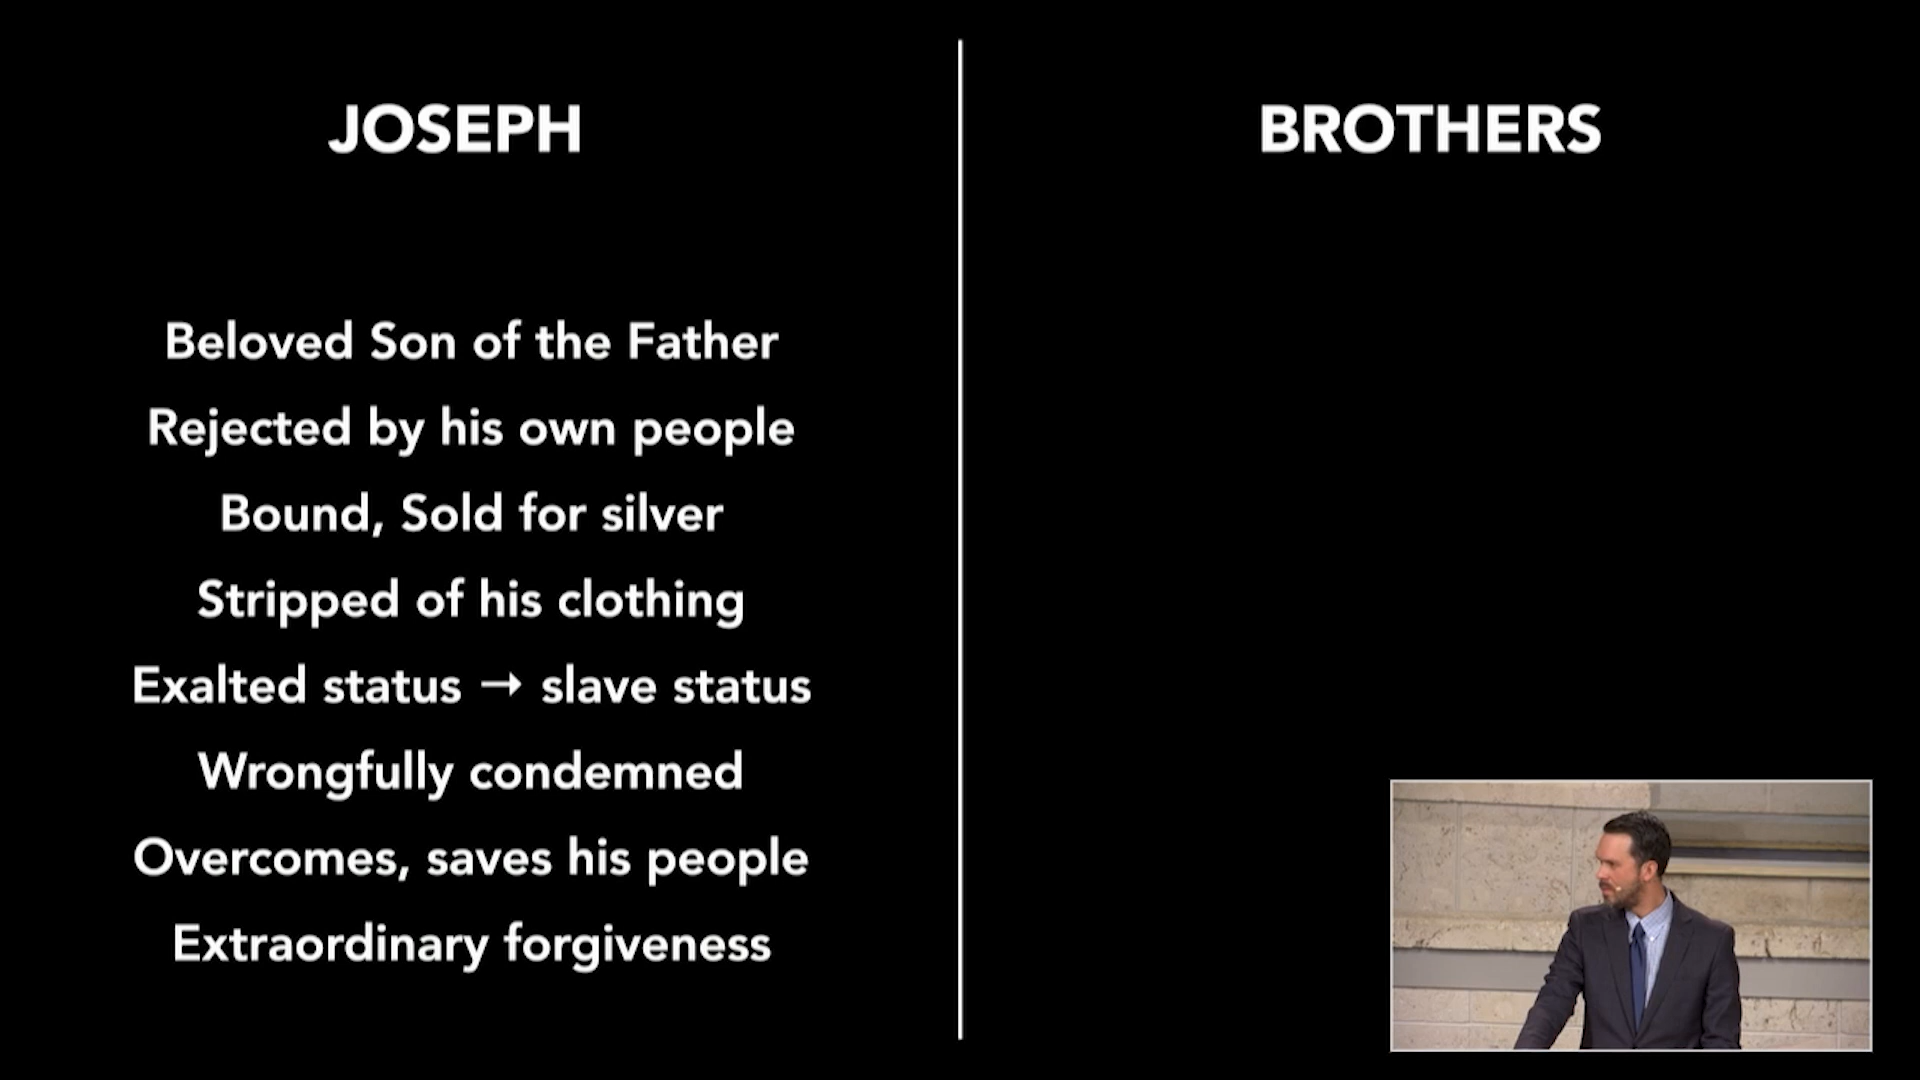 JOSEPH
BROTHERS
Beloved Son of the Father
Rejected by his own people
Bound, Sold for silver
Stripped of his clothing
Exalted status → slave status
Wrongfully condemned
Overcomes, saves his people
Extraordinary forgiveness